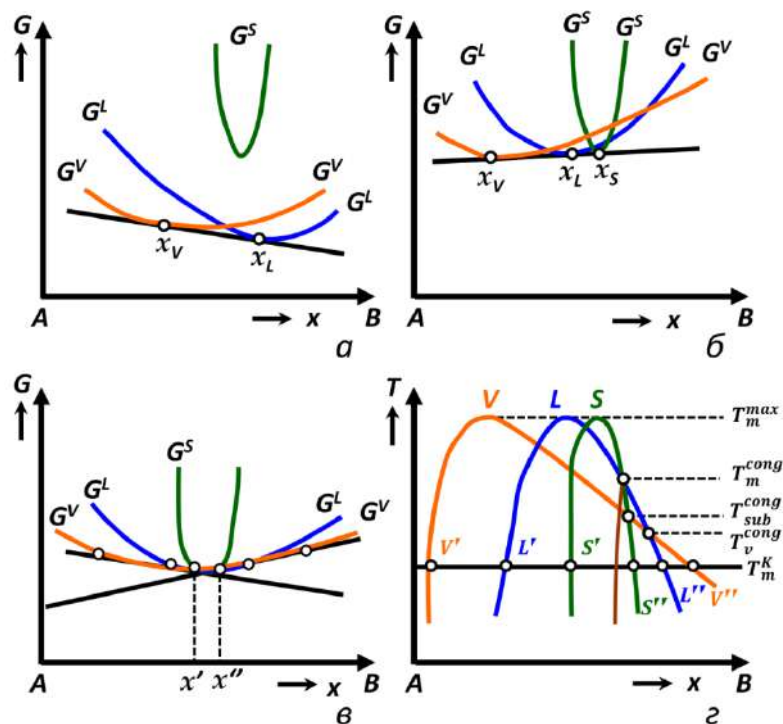 G
G^S
G^L
G^V
G^V
G^L
x_V
x_L
A
x
B
а
G
G^S
G^S
G^L
G^L
G^V
G^V
x_V
x_L
x_S
A
x
B
б
G
G^S
G^L
G^L
G^V
G^V
x'
x''
A
x
B
в
T
V
L
S
T_m^max
T_m^cong
T_sub^cong
T_v^cong
V'
L'
S'
T_m^K
S''
L''
V''
A
x
B
г